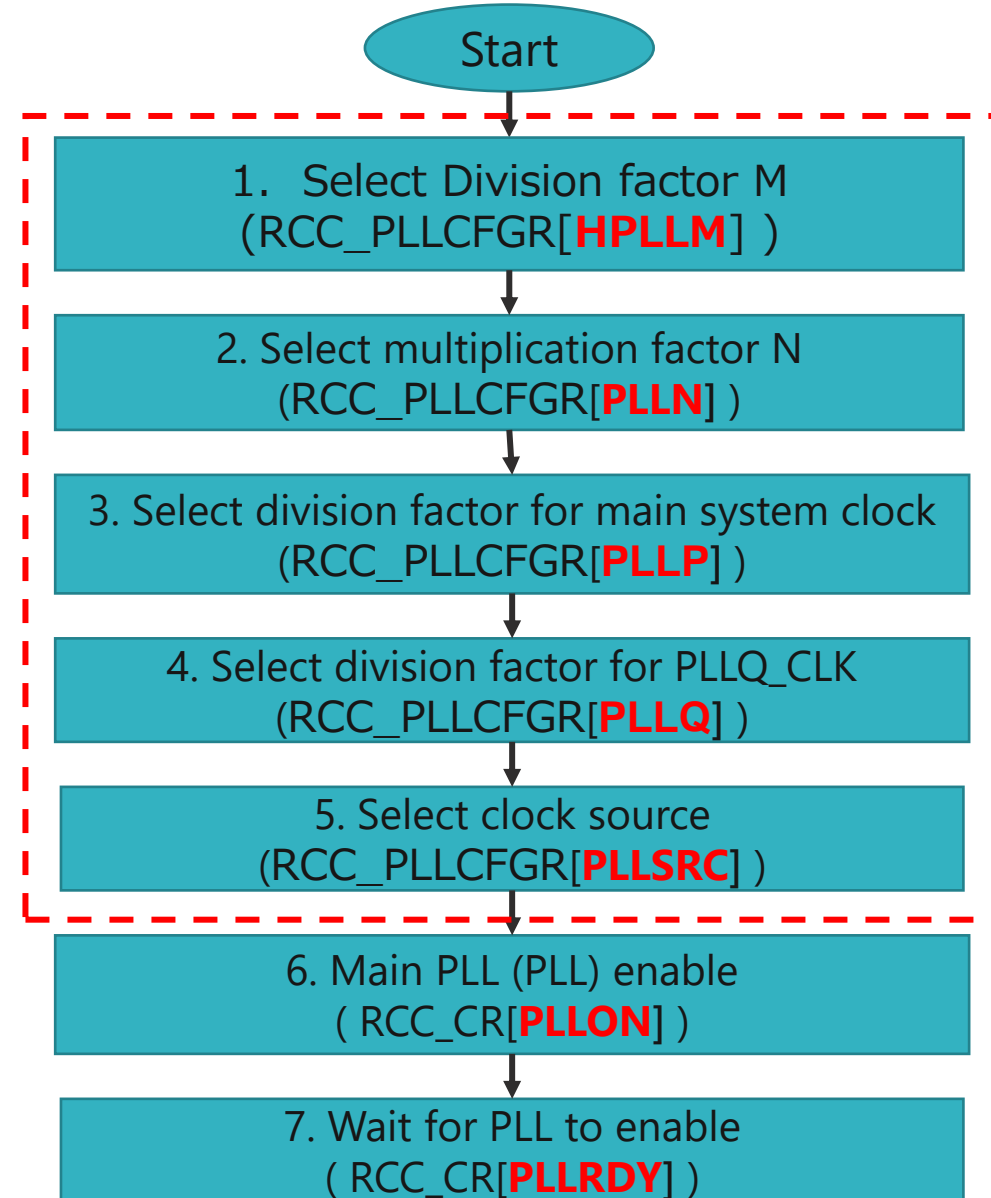 Start
1. Select Division factor M
(RCC_PLLCFGR[HPLLM] )
2. Select multiplication factor N
(RCC_PLLCFGR[PLLN] )
3. Select division factor for main system clock
(RCC_PLLCFGR[PLLP] )
4. Select division factor for PLLQ_CLK
(RCC_PLLCFGR[PLLQ] )
5. Select clock source
(RCC_PLLCFGR[PLLSRC] )
6. Main PLL (PLL) enable
( RCC_CR[PLLON] )
7. Wait for PLL to enable
( RCC_CR[PLLRDY] )